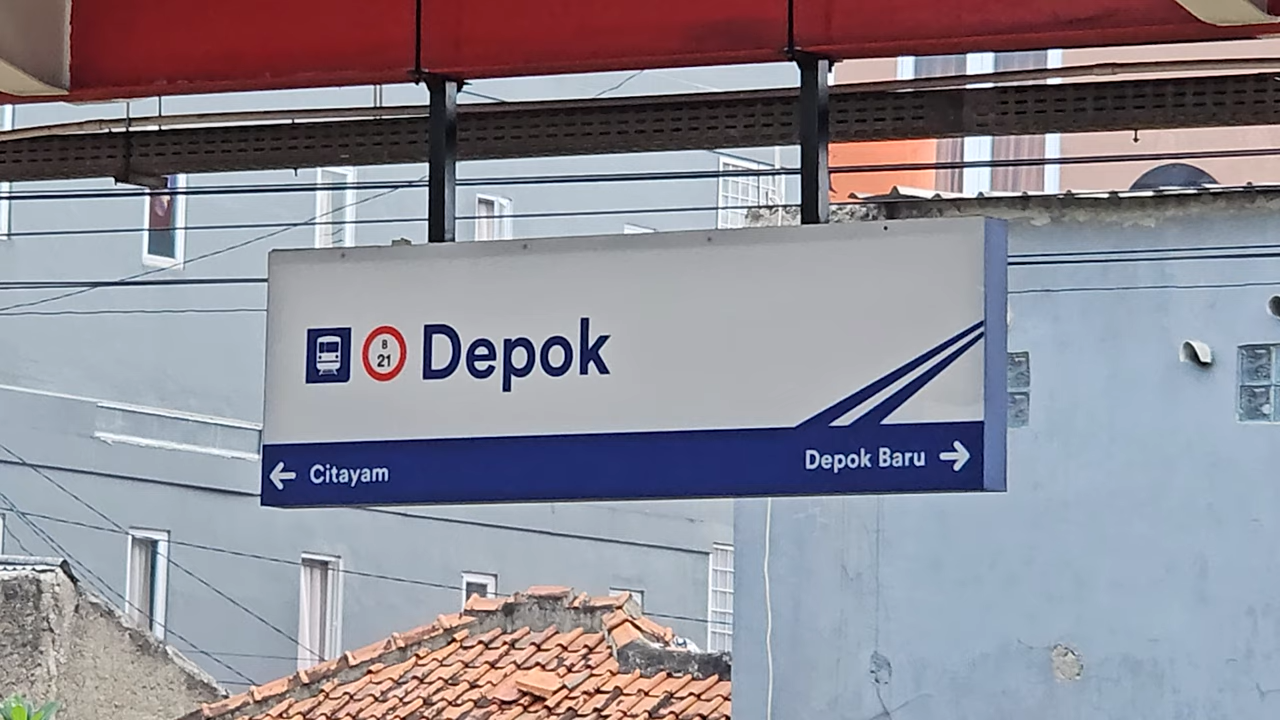 B
21
Depok
← Citayam
Depok Baru →